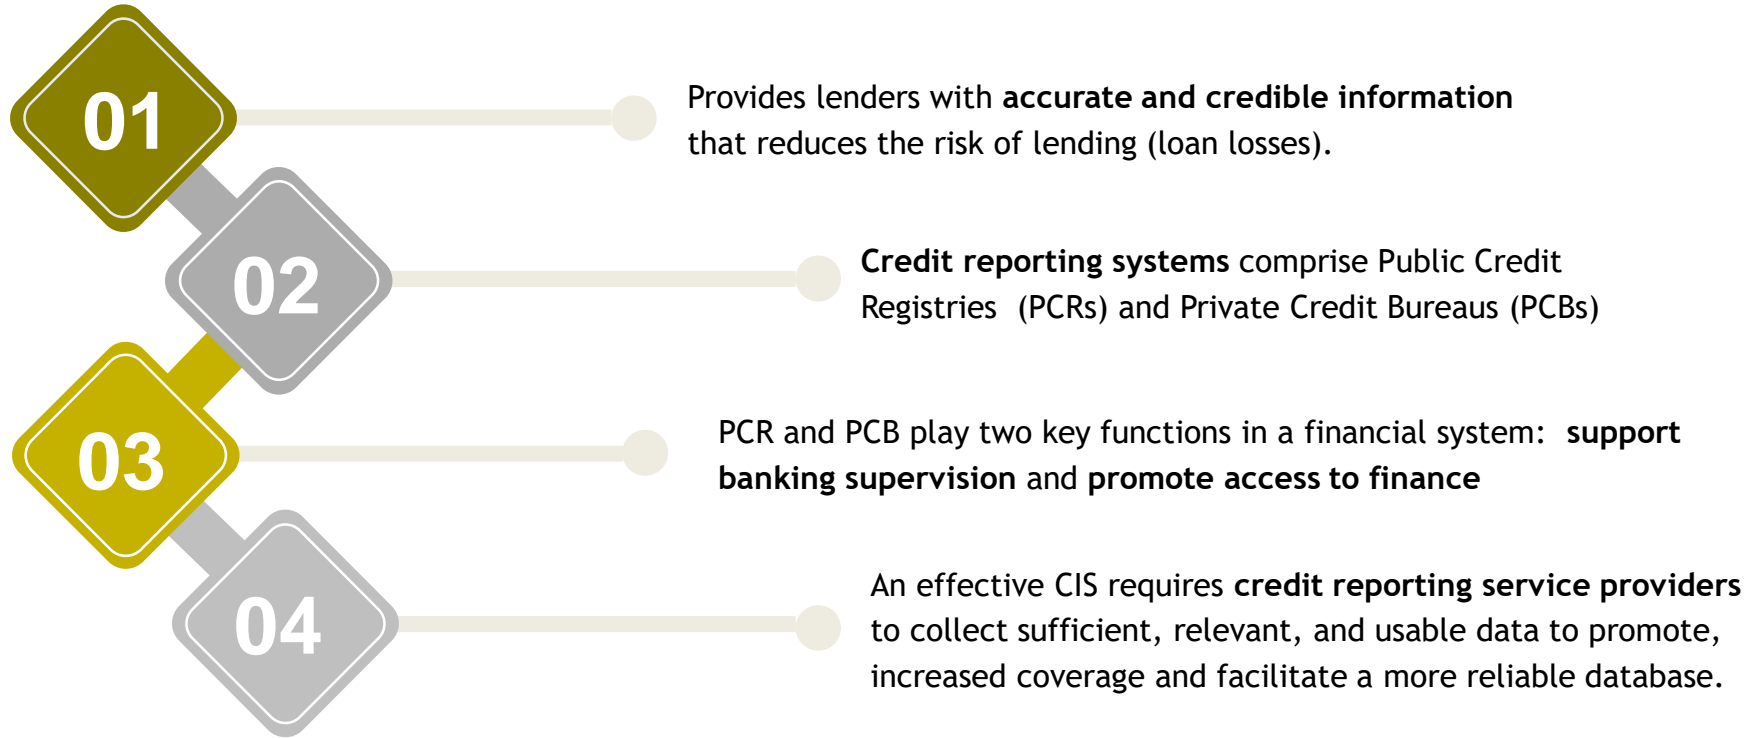 01
Provides lenders with accurate and credible information
that reduces the risk of lending (loan losses).
02
Credit reporting systems comprise Public Credit
Registries  (PCRs) and Private Credit Bureaus (PCBs)
03
PCR and PCB play two key functions in a financial system:  support
banking supervision and promote access to finance
04
An effective CIS requires credit reporting service providers
to collect sufficient, relevant, and usable data to promote,
increased coverage and facilitate a more reliable database.